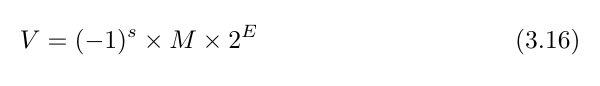 V = (−1)^s × M × 2^E (3.16)